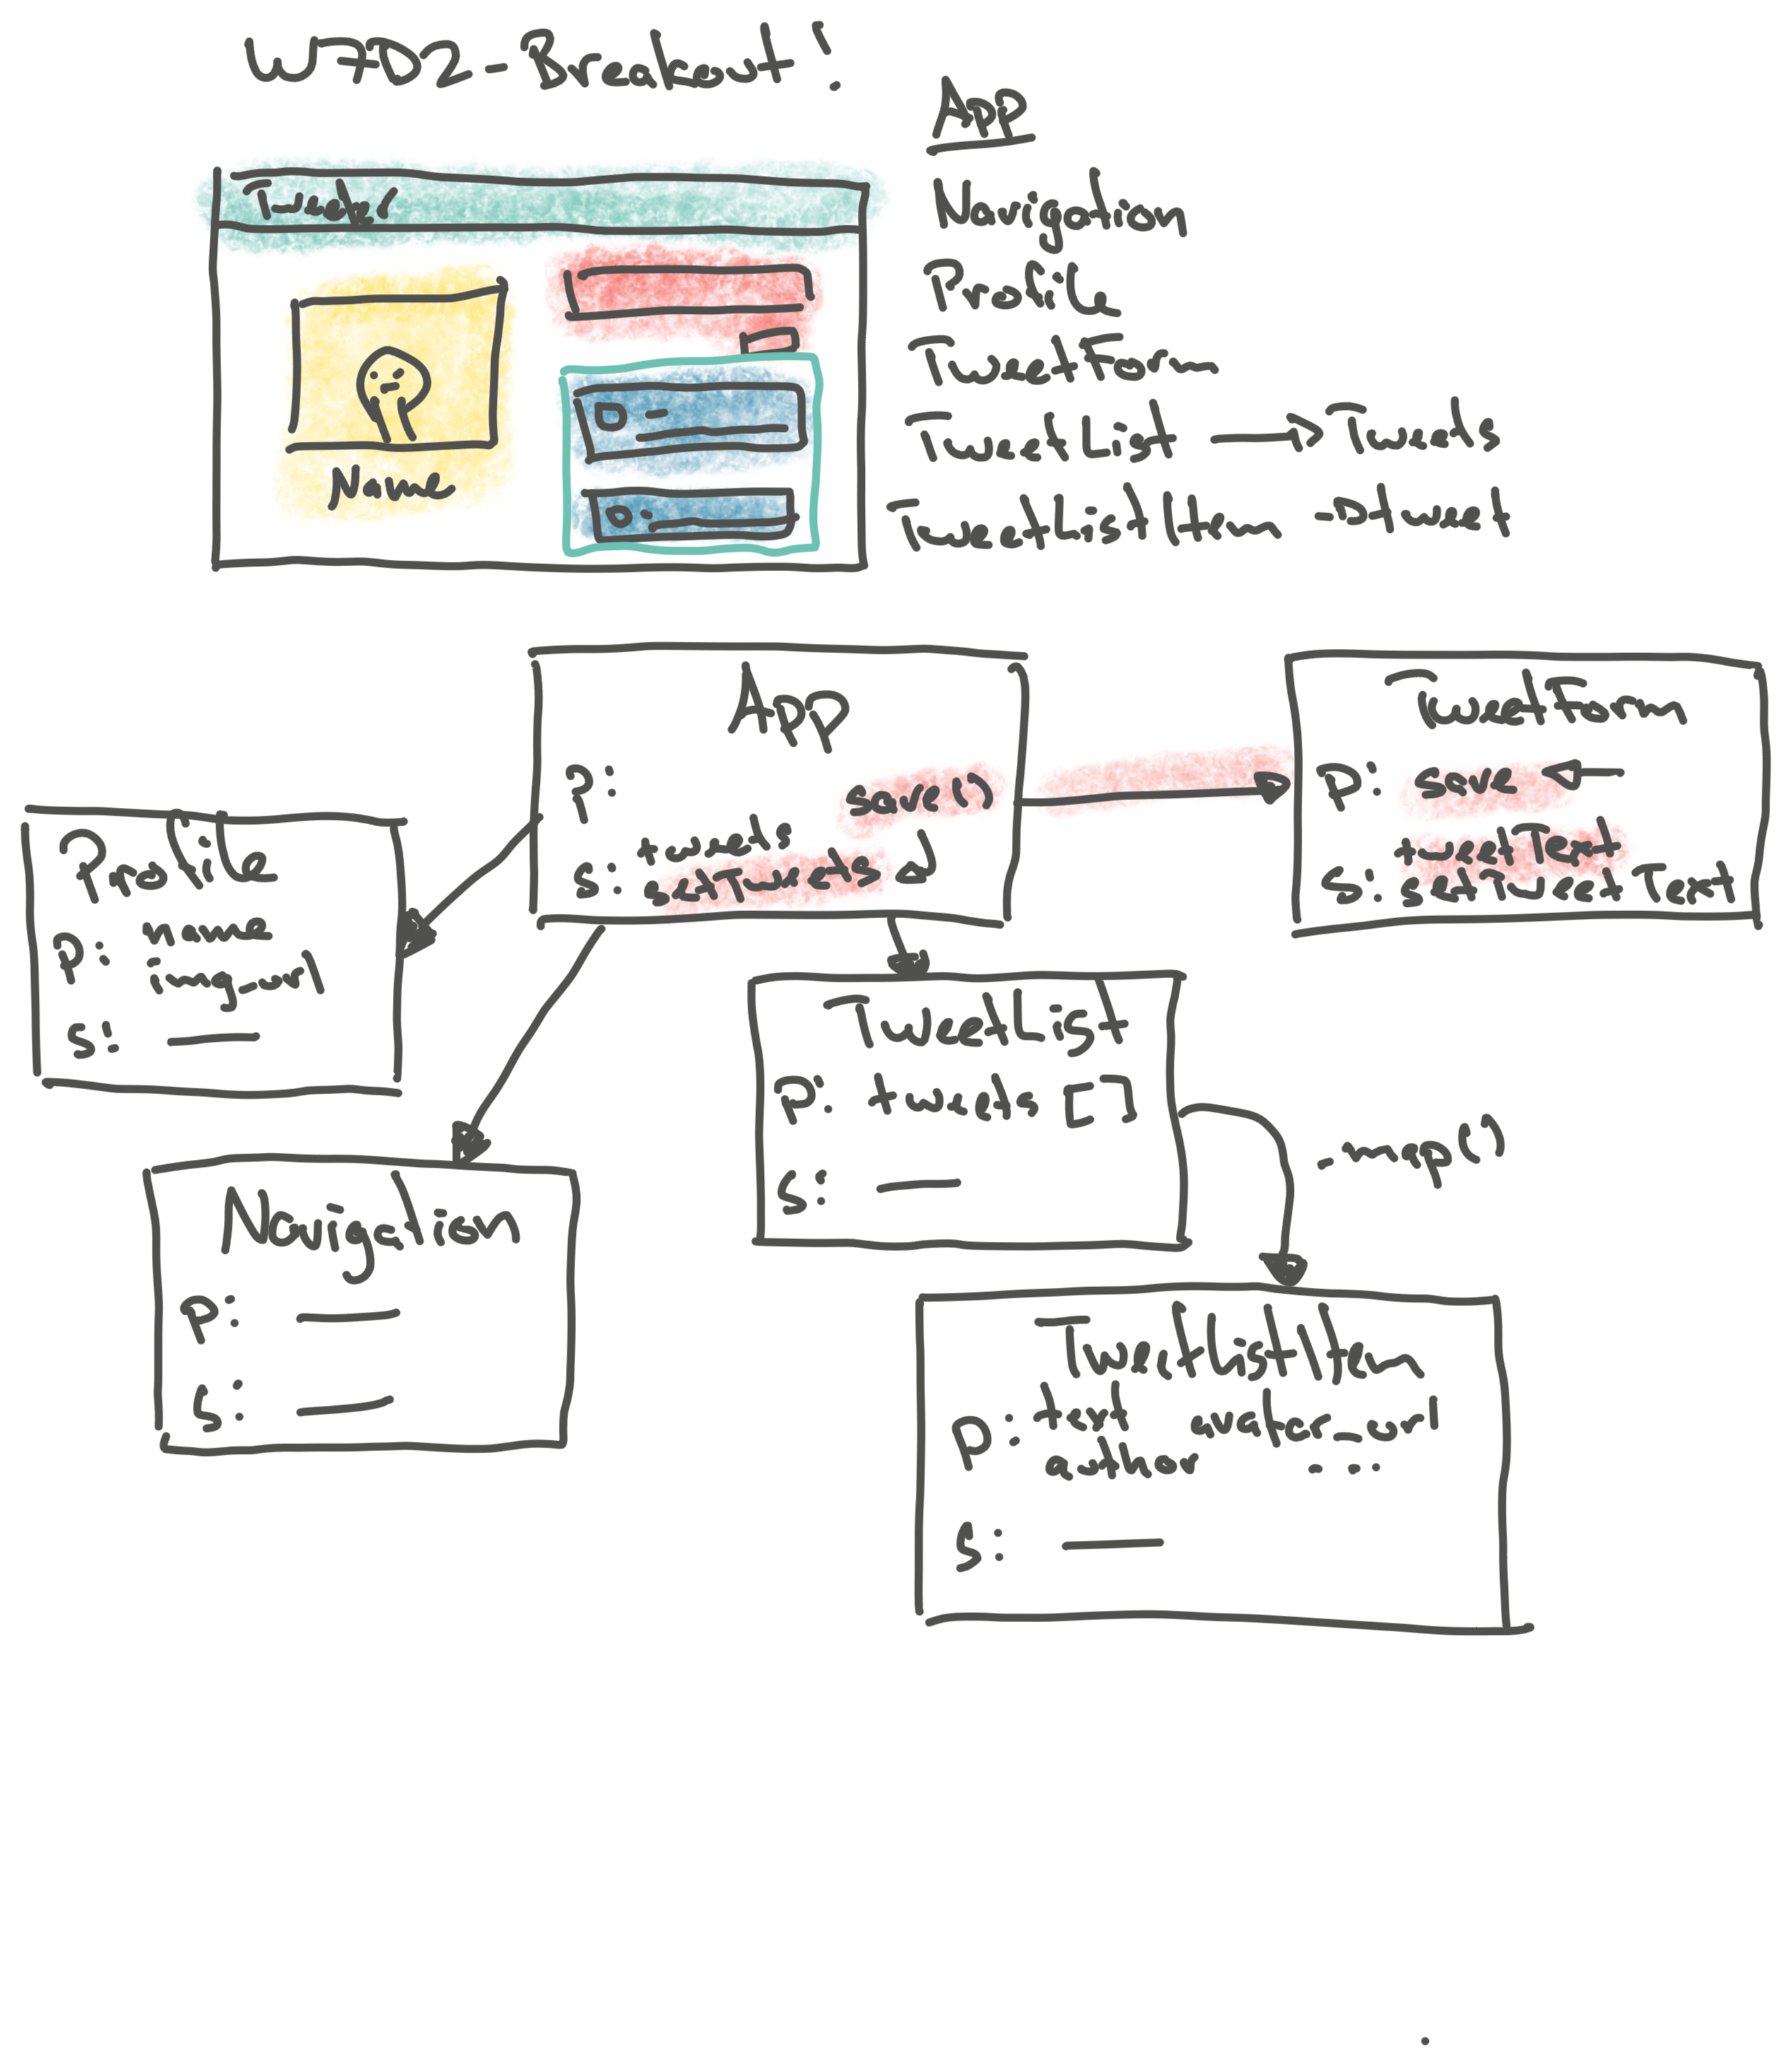 W7D2 - Breakout!
App
Tweeter
Navigation
Profile
TweetForm
TweetList → Tweets
Name
TweetListItem → tweet
App
p:
save()
tweets
s: setTweets
TweetForm
p: save ←
tweetText
s: setTweetText
Profile
p: name
img_url
s: —
TweetList
p: tweets []
s: —
.map()
Navigation
p: —
s: —
TweetListItem
p: text avatar_url
author ...
s: —